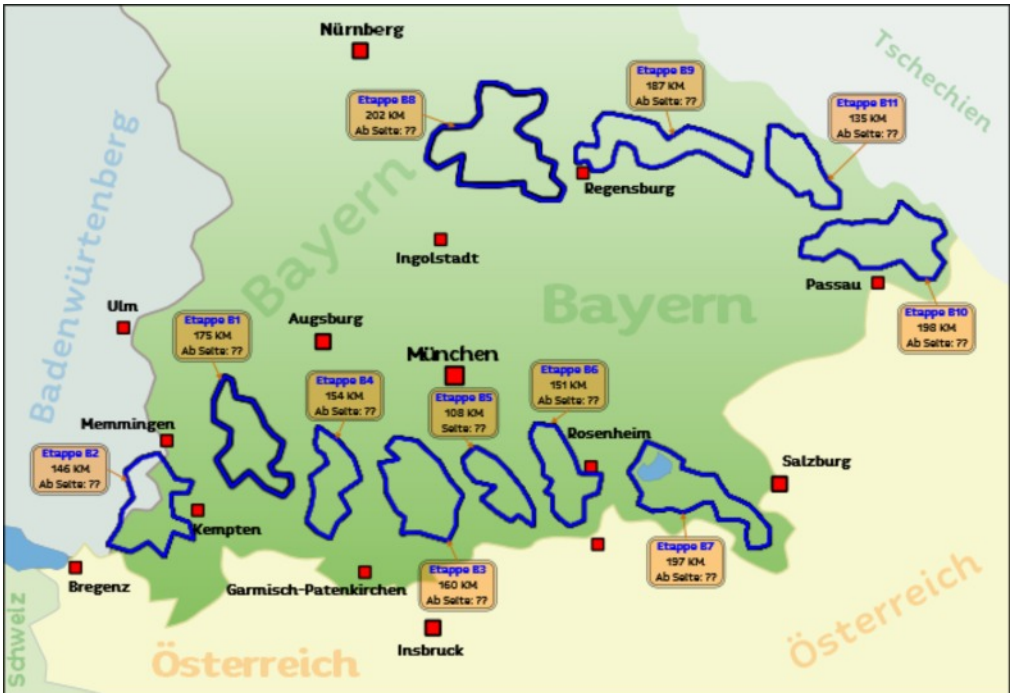 Nürnberg
Tschechien
Etappe B9
187 KM
Ab Seite: ??
Etappe B8
202 KM
Ab Seite: ??
Etappe B11
135 KM
Ab Seite: ??
Badenwürtenberg
Bayern
Regensburg
Ingolstadt
Passau
Bayern
Ulm
Etappe B1
175 KM
Ab Seite: ??
Augsburg
Etappe B10
198 KM
Ab Seite: ??
München
Etappe B4
154 KM
Ab Seite: ??
Etappe B5
108 KM
Seite: ??
Etappe B6
151 KM
Ab Seite: ??
Memmingen
Rosenheim
Etappe B2
146 KM
Ab Seite: ??
Salzburg
Kempten
Etappe B7
197 KM
Ab Seite: ??
Bregenz
Garmisch-Patenkirchen
Etappe B3
160 KM
Ab Seite: ??
Schweiz
Österreich
Insbruck
Österreich